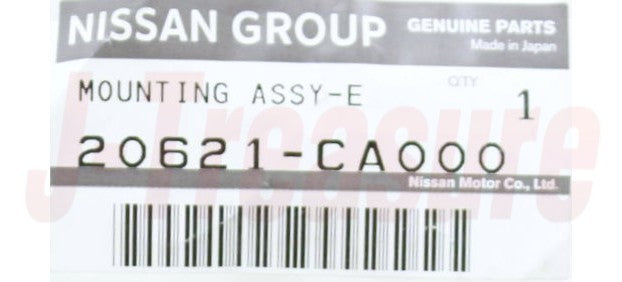 NISSAN GROUP GENUINE PARTS
Made in Japan
MOUNTING ASSY-E QTY 1
20621-CA000
Nissan Motor Co., Ltd.
J Treasure